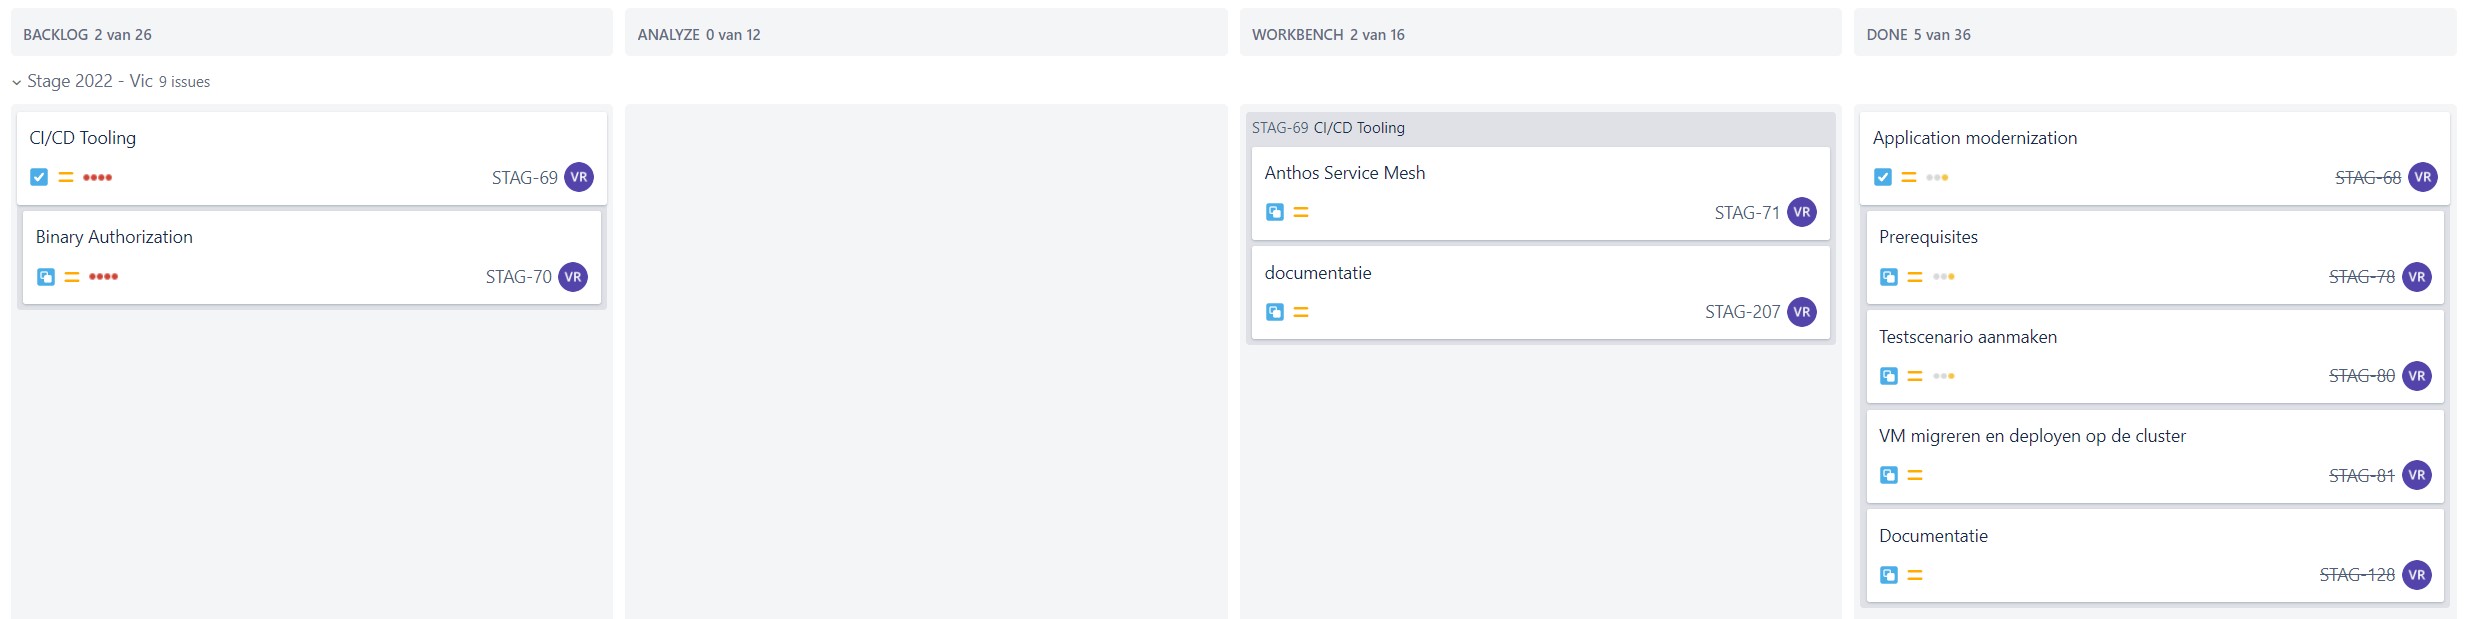 BACKLOG 2 van 26
ANALYZE 0 van 12
WORKBENCH 2 van 16
DONE 5 van 36
Stage 2022 - Vic 9 issues
CI/CD Tooling
STAG-69 VR
Binary Authorization
STAG-70 VR
STAG-69 CI/CD Tooling
Anthos Service Mesh
STAG-71 VR
documentatie
STAG-207 VR
Application modernization
STAG-68 VR
Prerequisites
STAG-78 VR
Testscenario aanmaken
STAG-80 VR
VM migreren en deployen op de cluster
STAG-81 VR
Documentatie
STAG-128 VR